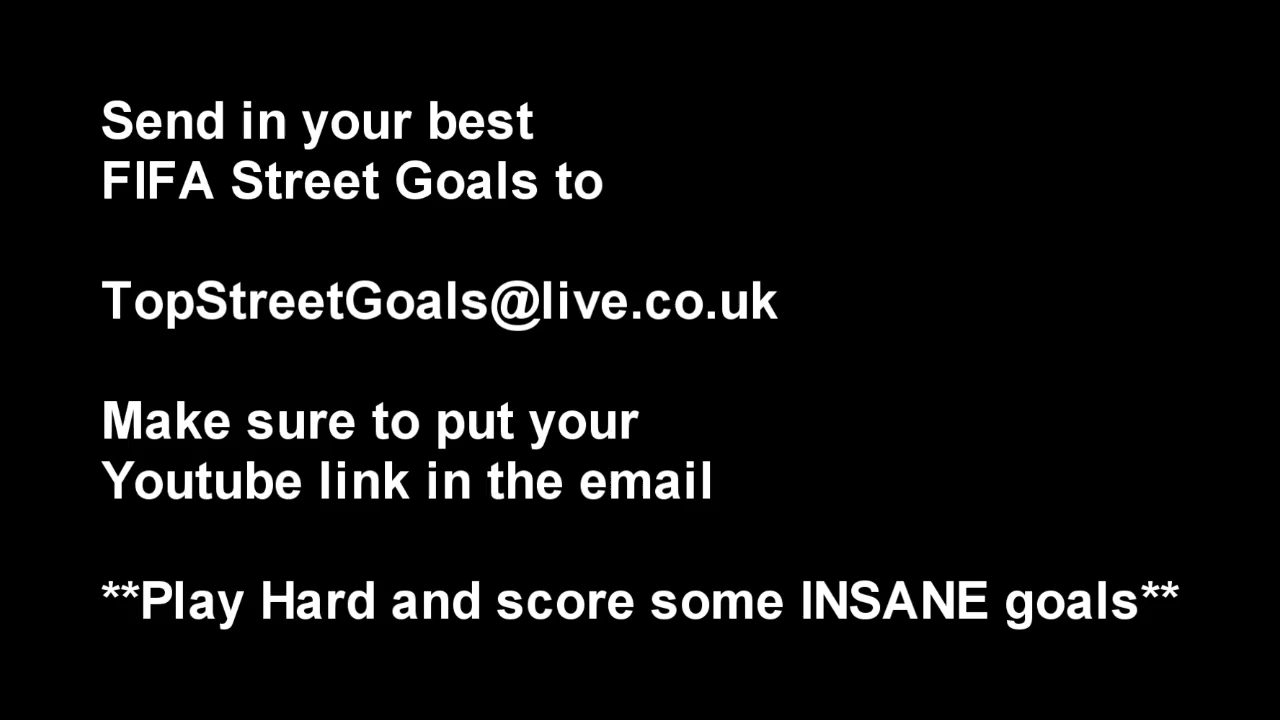 Send in your best
FIFA Street Goals to
TopStreetGoals@live.co.uk
Make sure to put your
Youtube link in the email
**Play Hard and score some INSANE goals**